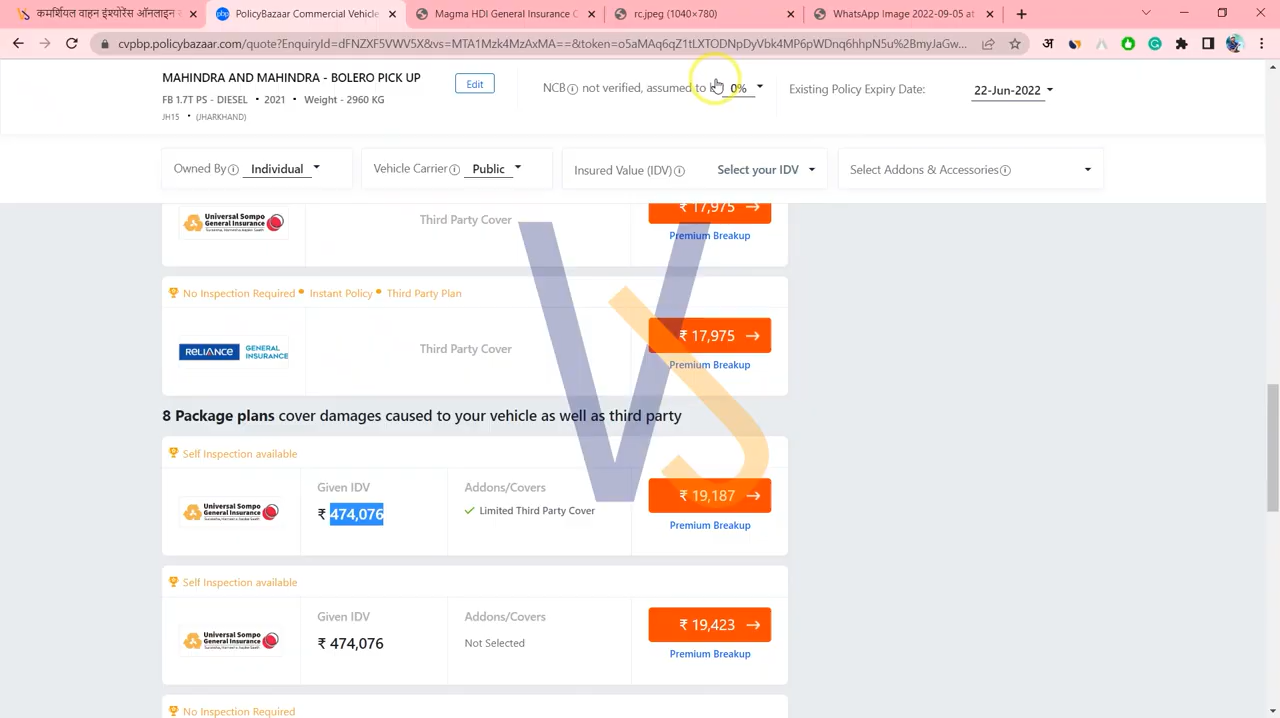 कमर्शियल वाहन इंश्योरेंस ऑनलाइन
PolicyBazaar Commercial Vehicle
Magma HDI General Insurance C
rc.jpeg (1040×780)
WhatsApp Image 2022-09-05 at
cvpbp.policybazaar.com/quote?EnquiryId=
MAHINDRA AND MAHINDRA - BOLERO PICK UP
Edit
FB 1.7T PS - DIESEL • 2021 • Weight - 2960 KG
JH15 • (JHARKHAND)
NCB not verified, assumed to 0%
Existing Policy Expiry Date: 22-Jun-2022
Owned By Individual
Vehicle Carrier Public
Insured Value (IDV) Select your IDV
Select Addons & Accessories
Universal Sompo
General Insurance
Third Party Cover
₹ 17,975
Premium Breakup
No Inspection Required • Instant Policy • Third Party Plan
RELIANCE GENERAL INSURANCE
Third Party Cover
₹ 17,975
Premium Breakup
8 Package plans cover damages caused to your vehicle as well as third party
Self Inspection available
Universal Sompo
General Insurance
Given IDV
₹ 474,076
Addons/Covers
Limited Third Party Cover
₹ 19,187
Premium Breakup
Self Inspection available
Universal Sompo
General Insurance
Given IDV
₹ 474,076
Addons/Covers
Not Selected
₹ 19,423
Premium Breakup
No Inspection Required
VJ